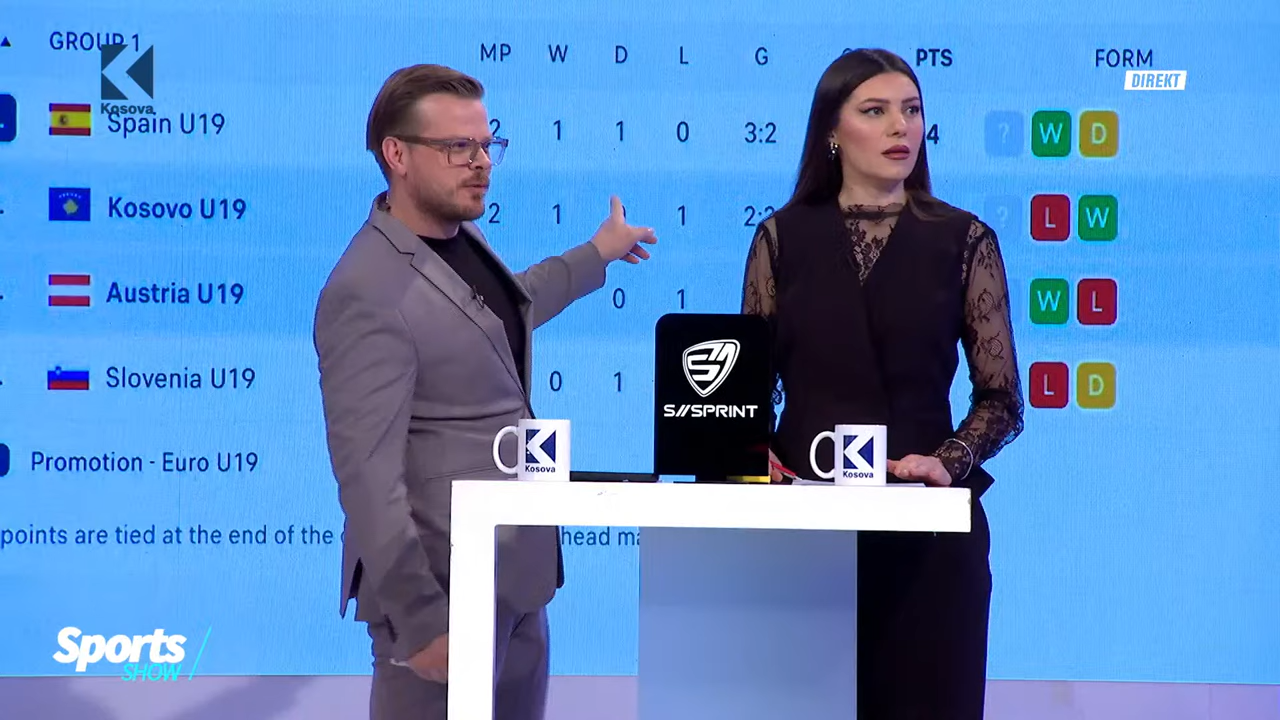 GROUP 1 MP W D L G PTS FORM
DIREKT
Kosova
Spain U19 2 1 1 0 3:2 4 ? W D
Kosovo U19 2 1 1 ? L W
Austria U19 0 1 W L
Slovenia U19 0 1 L D
S//SPRINT
Promotion - Euro U19
Kosova
Kosova
points are tied at the end of the
Sports
SHOW